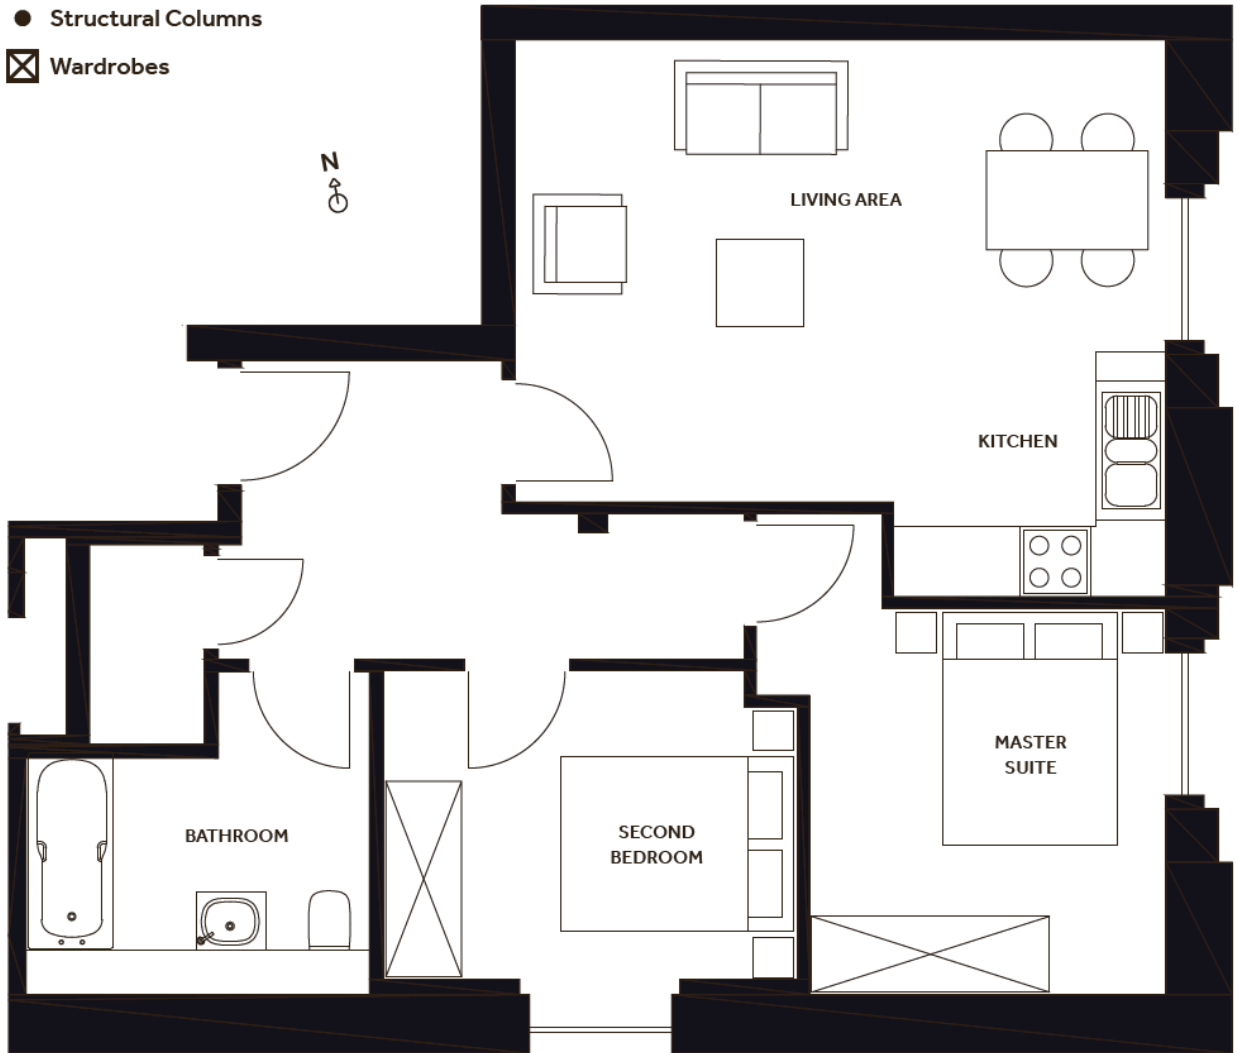 Structural Columns
Wardrobes
N
LIVING AREA
KITCHEN
MASTER
SUITE
SECOND
BEDROOM
BATHROOM